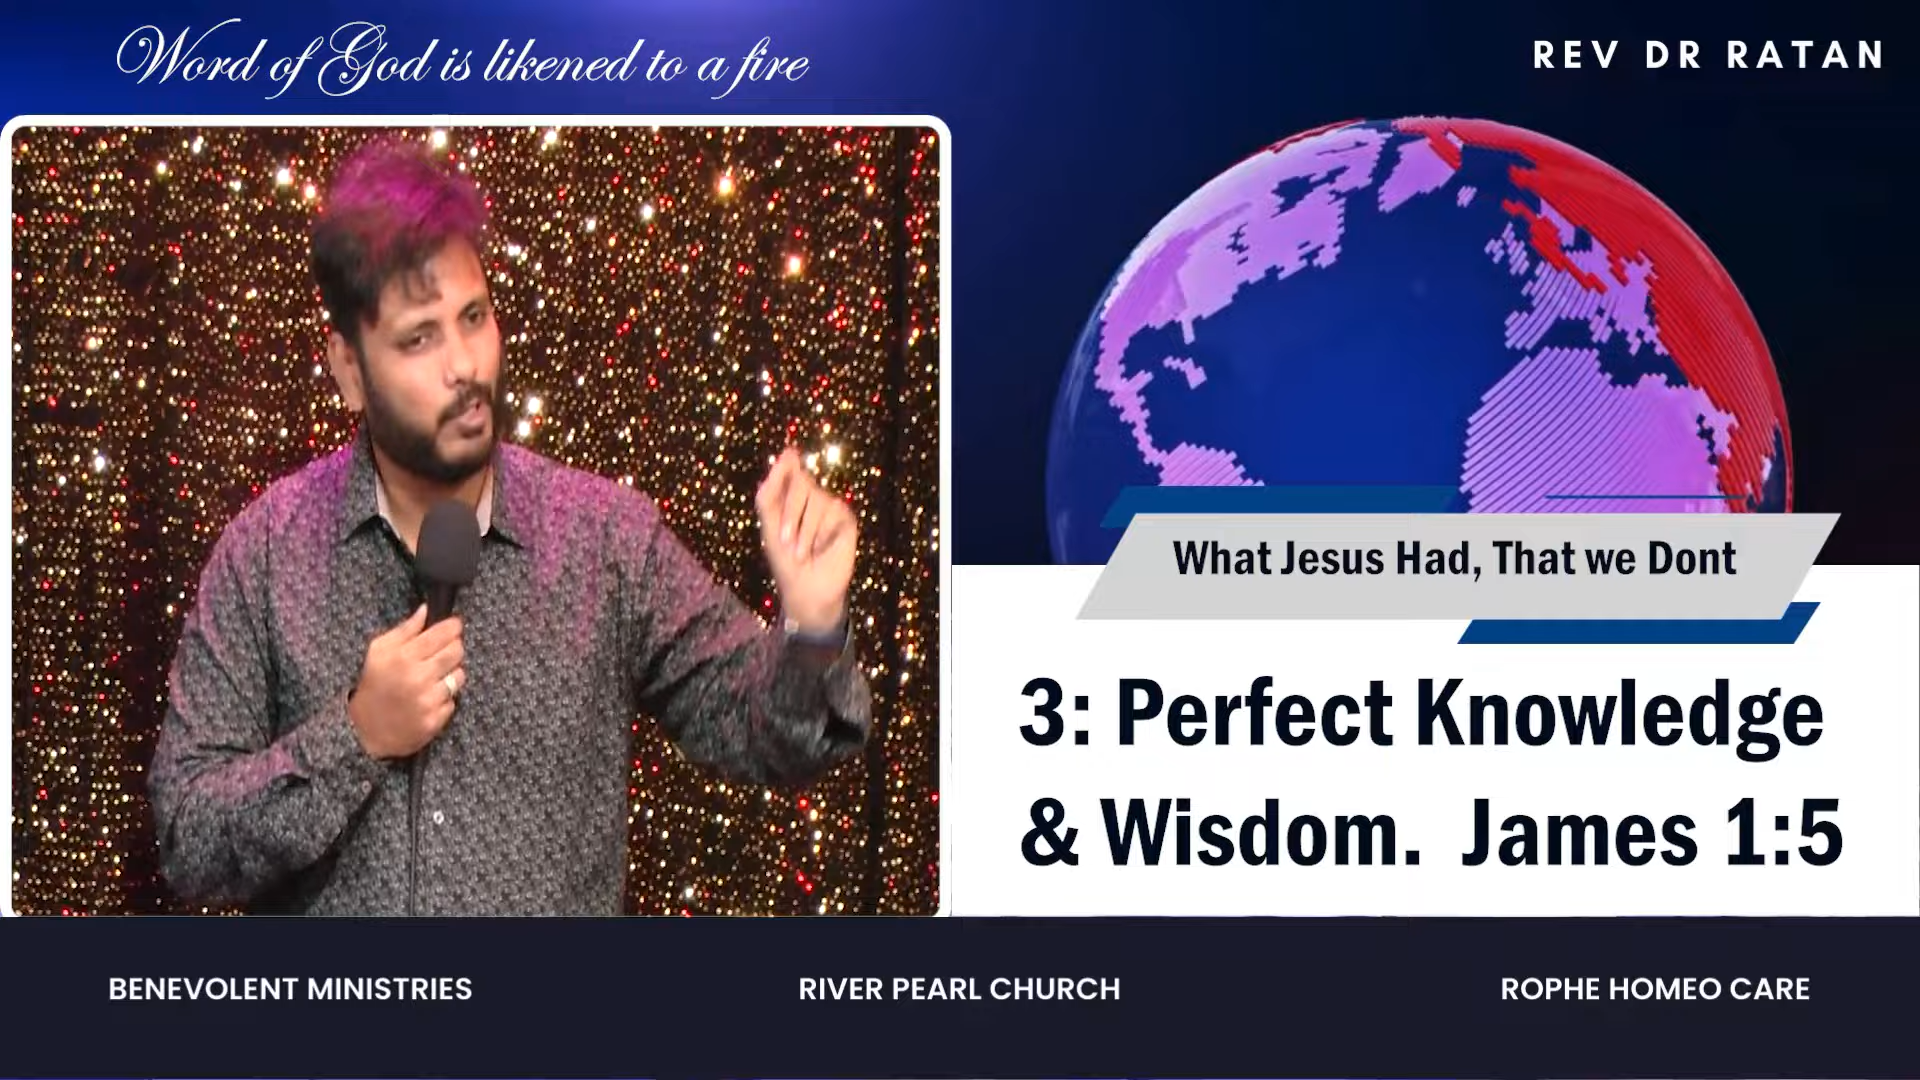 Word of God is likened to a fire
REV DR RATAN
What Jesus Had, That we Dont
3: Perfect Knowledge
& Wisdom. James 1:5
BENEVOLENT MINISTRIES
RIVER PEARL CHURCH
ROPHE HOMEO CARE